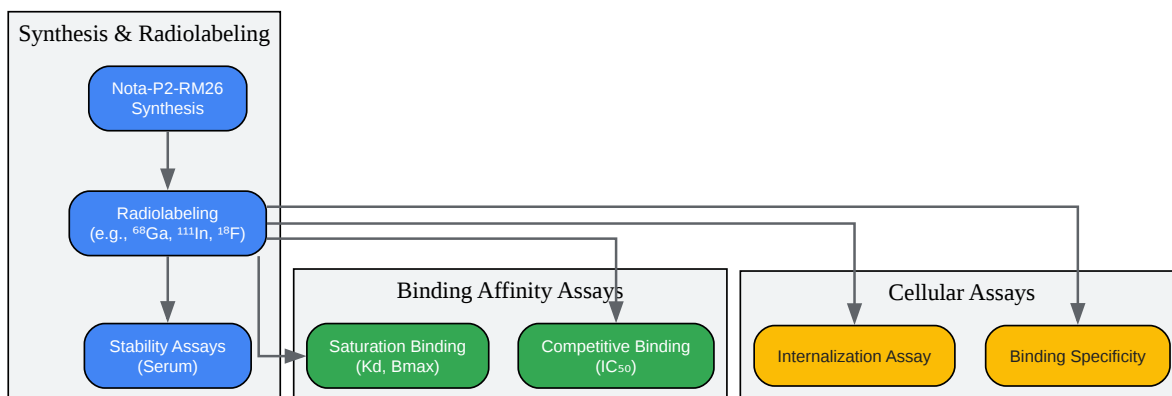 Synthesis & Radiolabeling
Nota-P2-RM26
Synthesis
Radiolabeling
(e.g., ⁶⁸Ga, ¹¹¹In, ¹⁸F)
Stability Assays
(Serum)
Binding Affinity Assays
Saturation Binding
(Kd, Bmax)
Competitive Binding
(IC₅₀)
Cellular Assays
Internalization Assay
Binding Specificity